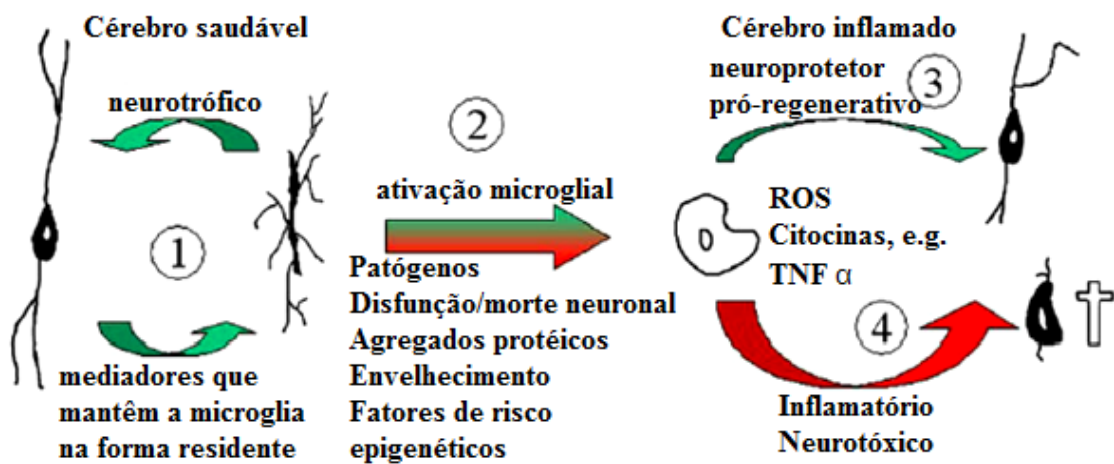 Cérebro saudável
neurotrófico
1
mediadores que
mantêm a microglia
na forma residente
2
ativação microglial
Patógenos
Disfunção/morte neuronal
Agregados protéicos
Envelhecimento
Fatores de risco
epigenéticos
Cérebro inflamado
neuroprotetor
pró-regenerativo
3
ROS
Citocinas, e.g.
TNF α
4
Inflamatório
Neurotóxico